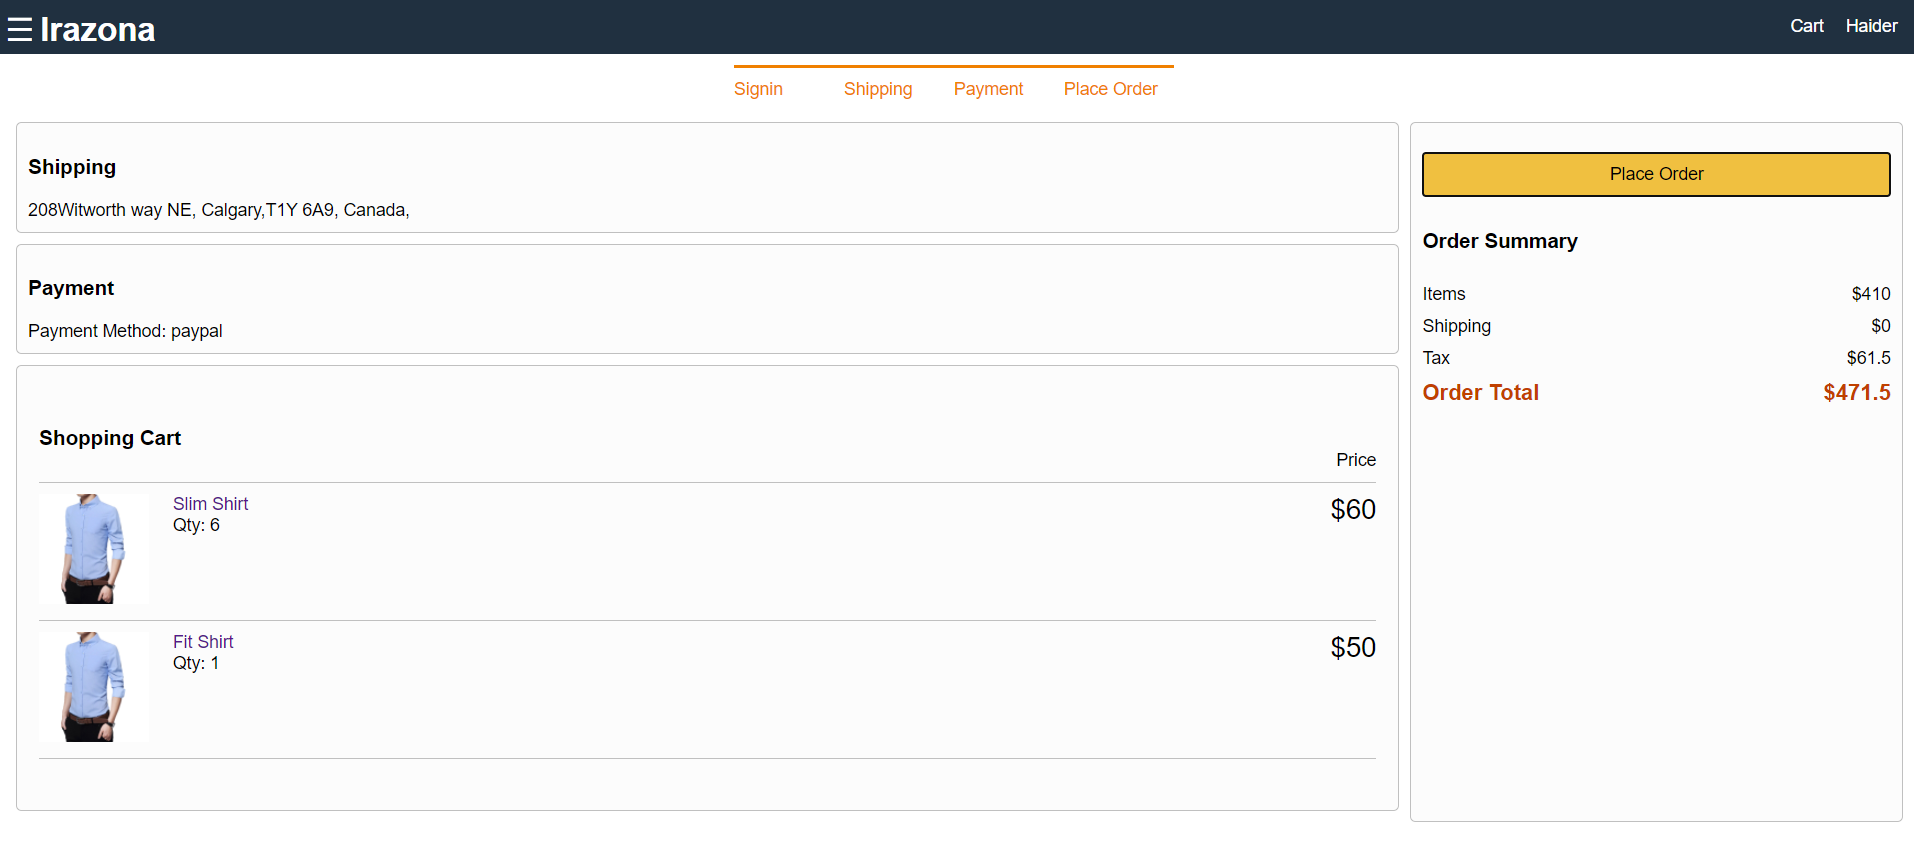 ☰ Irazona
Cart Haider
Signin Shipping Payment Place Order
Shipping
208Witworth way NE, Calgary,T1Y 6A9, Canada,
Payment
Payment Method: paypal
Shopping Cart
Price
Slim Shirt
Qty: 6
$60
Fit Shirt
Qty: 1
$50
Place Order
Order Summary
Items $410
Shipping $0
Tax $61.5
Order Total $471.5